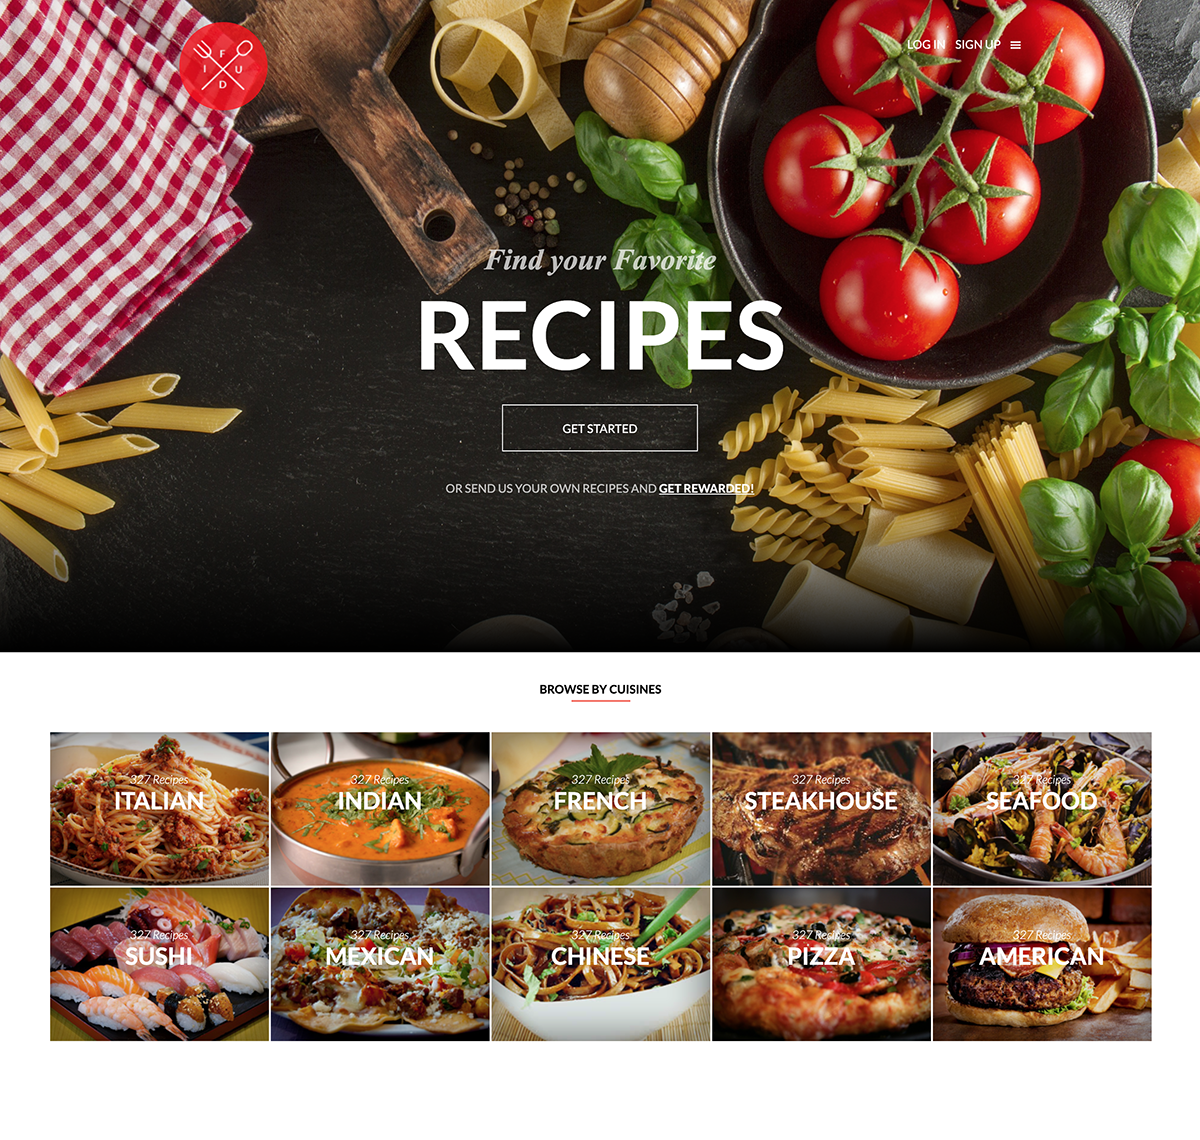 F
I U
D
LOG IN SIGN UP
Find your Favorite
RECIPES
GET STARTED
OR SEND US YOUR OWN RECIPES AND GET REWARDED!
BROWSE BY CUISINES
327 Recipes
ITALIAN
327 Recipes
INDIAN
327 Recipes
FRENCH
327 Recipes
STEAKHOUSE
327 Recipes
SEAFOOD
327 Recipes
SUSHI
327 Recipes
MEXICAN
327 Recipes
CHINESE
327 Recipes
PIZZA
327 Recipes
AMERICAN